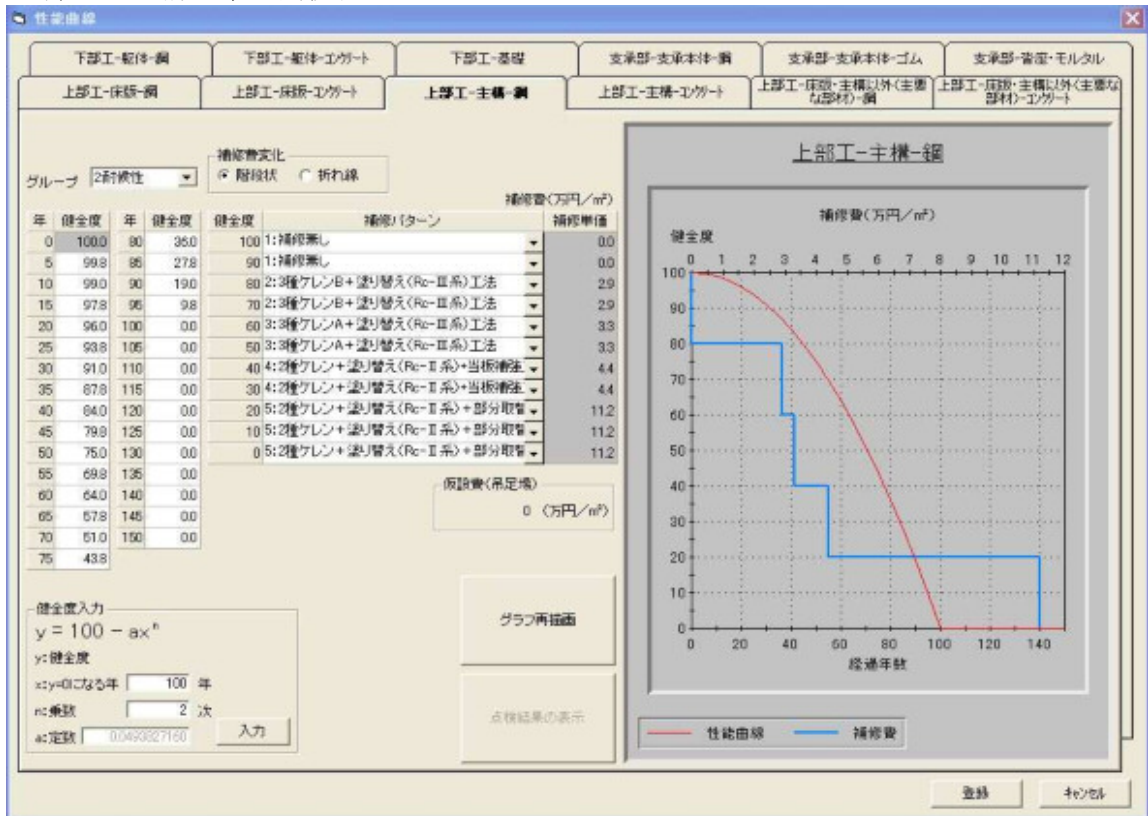 性能曲線
下部工-躯体-鋼
下部工-躯体-コンクリート
下部工-基礎
支承部-支承本体-鋼
支承部-支承本体-ゴム
支承部-沓座・モルタル
上部工-床版-鋼
上部工-床版-コンクリート
上部工-主構-鋼
上部工-主構-コンクリート
上部工-床版・主構以外(主要な部材)-鋼
上部工-床版・主構以外(主要な部材)-コンクリート
グループ 2耐候性
補修費変化
階段状 折れ線
補修費(万円/㎡)
年 健全度 年 健全度
0 100.0 80 36.0
5 99.8 85 27.8
10 99.0 90 19.0
15 97.8 95 9.8
20 96.0 100 0.0
25 93.8 105 0.0
30 91.0 110 0.0
35 87.8 115 0.0
40 84.0 120 0.0
45 79.8 125 0.0
50 75.0 130 0.0
55 69.8 135 0.0
60 64.0 140 0.0
65 57.8 145 0.0
70 51.0 150 0.0
75 43.8
健全度 補修パターン 補修単価
100 1:補修無し 0.0
90 1:補修無し 0.0
80 2:3種ケレンB+塗り替え(Rc-Ⅲ系)工法 2.9
70 2:3種ケレンB+塗り替え(Rc-Ⅲ系)工法 2.9
60 3:3種ケレンA+塗り替え(Rc-Ⅲ系)工法 3.3
50 3:3種ケレンA+塗り替え(Rc-Ⅲ系)工法 3.3
40 4:2種ケレン+塗り替え(Rc-Ⅱ系)+当板補強 4.4
30 4:2種ケレン+塗り替え(Rc-Ⅱ系)+当板補強 4.4
20 5:2種ケレン+塗り替え(Rc-Ⅱ系)+部分取替 11.2
10 5:2種ケレン+塗り替え(Rc-Ⅱ系)+部分取替 11.2
0 5:2種ケレン+塗り替え(Rc-Ⅱ系)+部分取替 11.2
仮設費(吊足場)
0 (万円/㎡)
健全度入力
y = 100 - axⁿ
y:健全度
x:y=0になる年 100 年
n:乗数 2 次
a:定数 0.0493827160
入力
グラフ再描画
点検結果の表示
上部工-主構-鋼
補修費(万円/㎡)
健全度
0 1 2 3 4 5 6 7 8 9 10 11 12
100
90
80
70
60
50
40
30
20
10
0
0 20 40 60 80 100 120 140
経過年数
性能曲線 補修費
登録 キャンセル